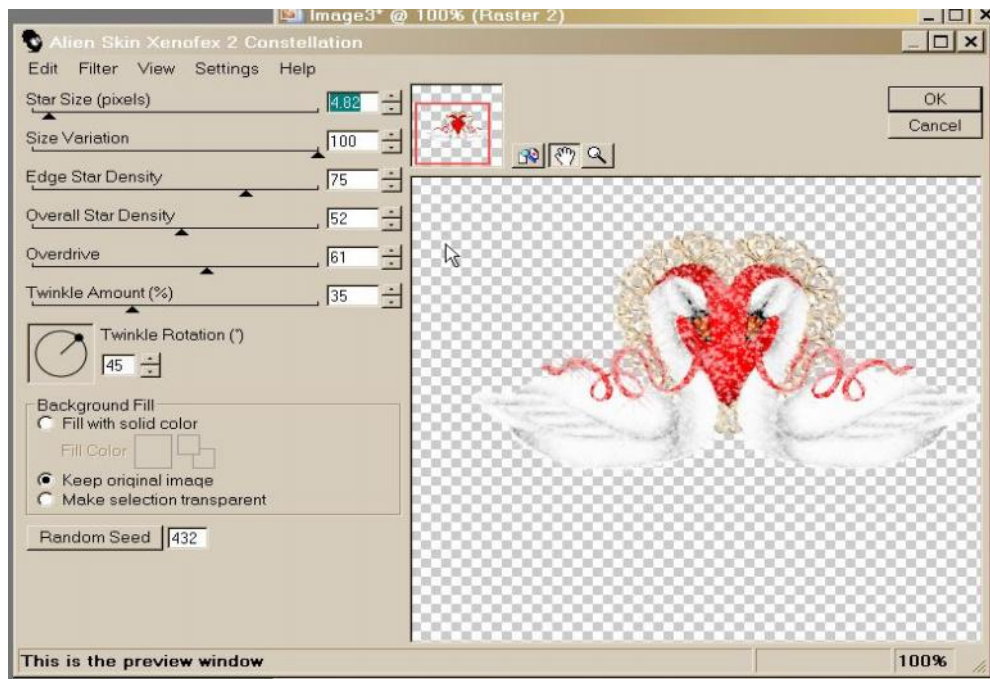 Image3* @ 100% (Raster 2)
Alien Skin Xenofex 2 Constellation
Edit Filter View Settings Help
Star Size (pixels) 4.82
Size Variation 100
Edge Star Density 75
Overall Star Density 52
Overdrive 61
Twinkle Amount (%) 35
Twinkle Rotation (°)
45
Background Fill
Fill with solid color
Fill Color
Keep original image
Make selection transparent
Random Seed 432
OK
Cancel
This is the preview window 100%